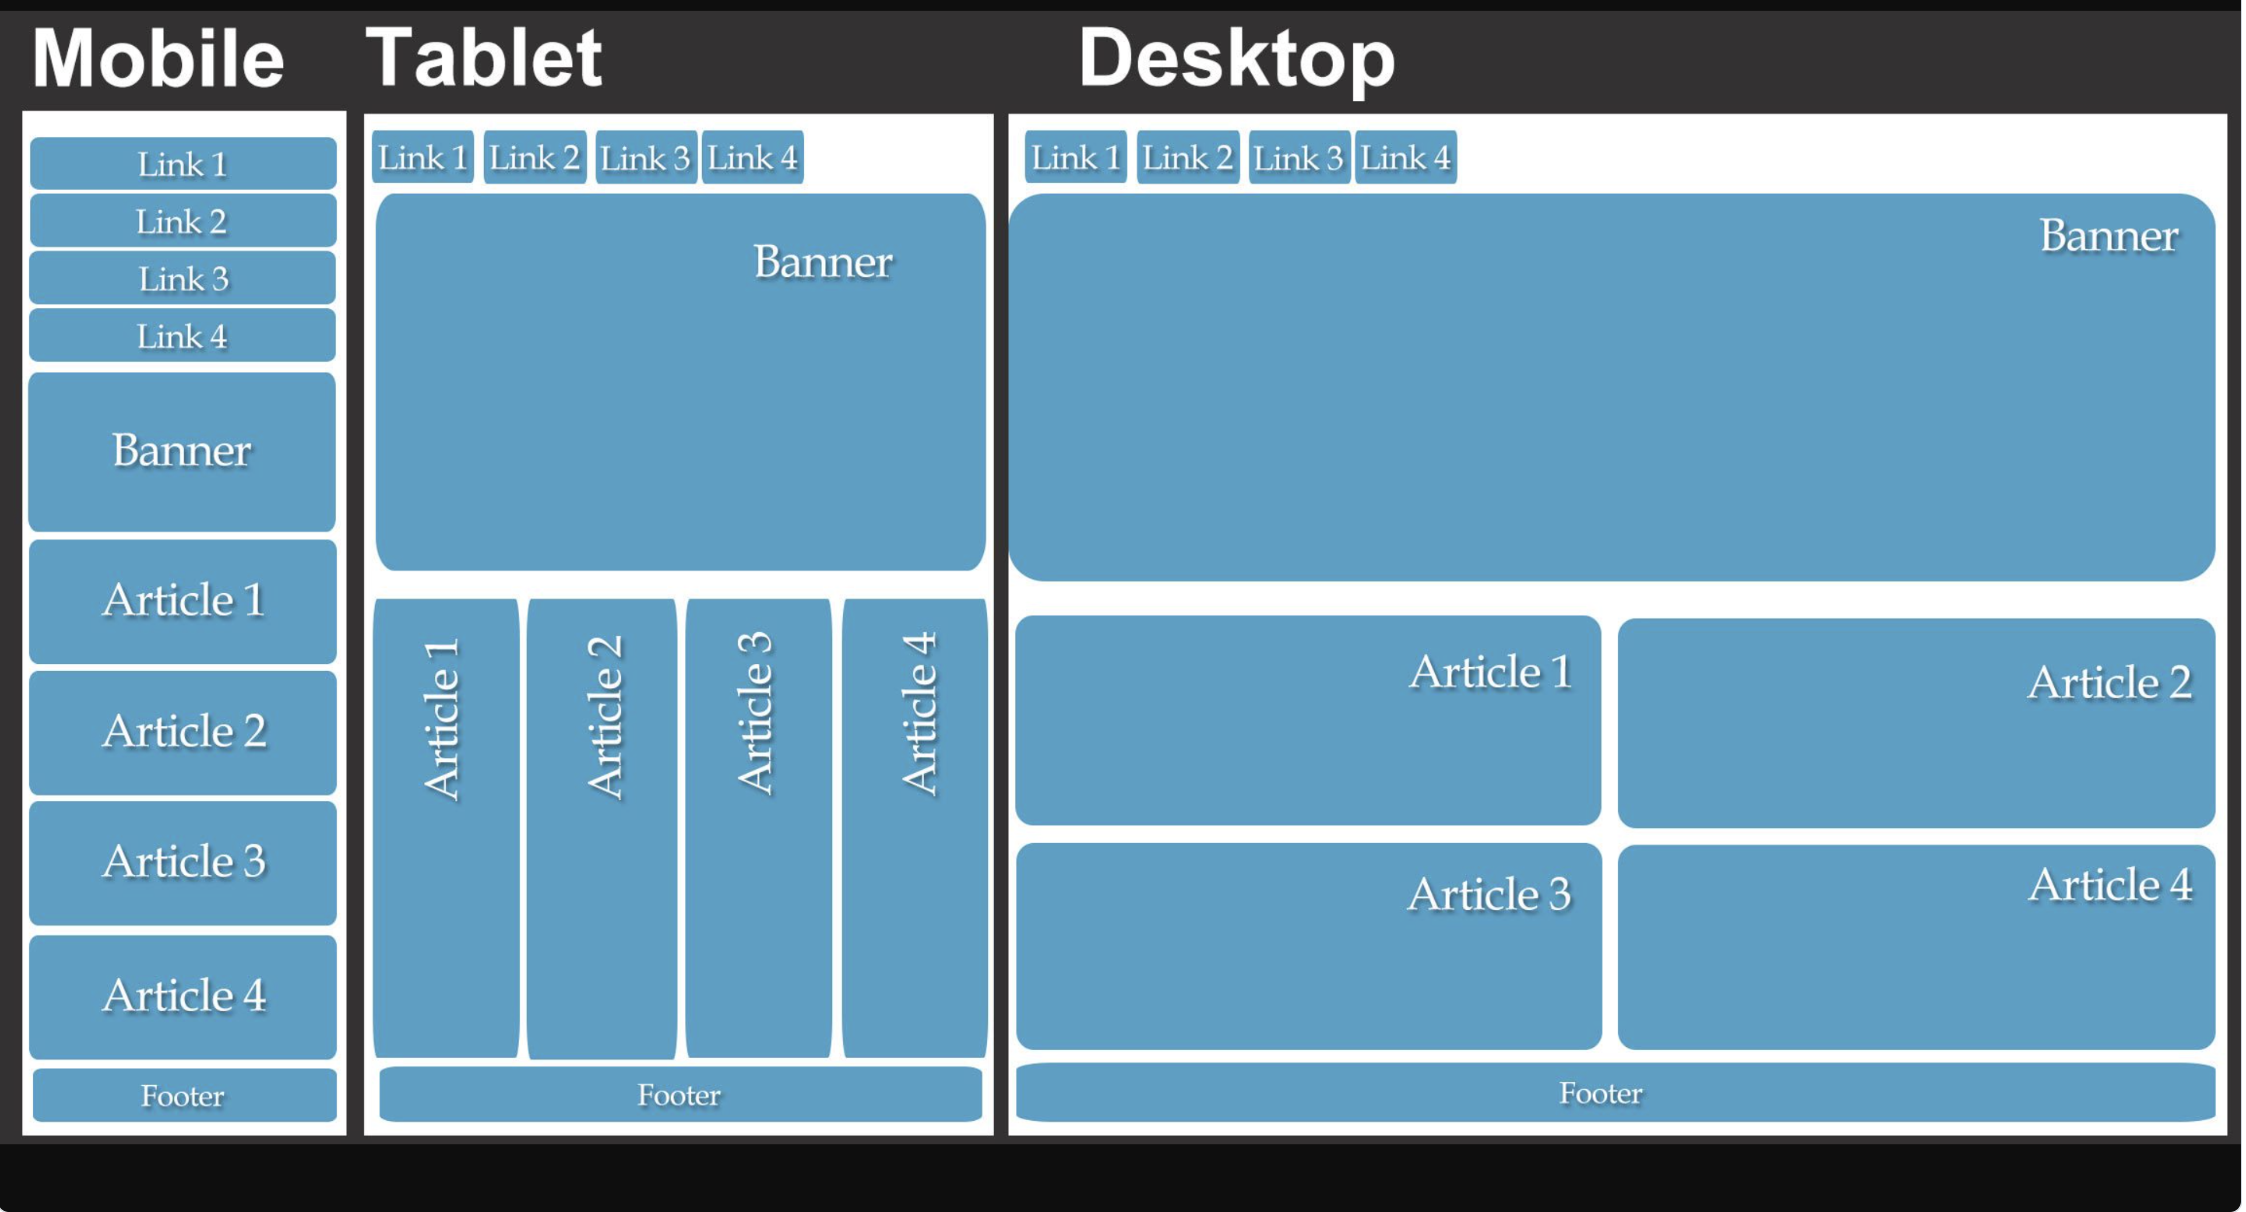 Mobile
Link 1
Link 2
Link 3
Link 4
Banner
Article 1
Article 2
Article 3
Article 4
Footer
Tablet
Link 1 Link 2 Link 3 Link 4
Banner
Article 1
Article 2
Article 3
Article 4
Footer
Desktop
Link 1 Link 2 Link 3 Link 4
Banner
Article 1
Article 2
Article 3
Article 4
Footer